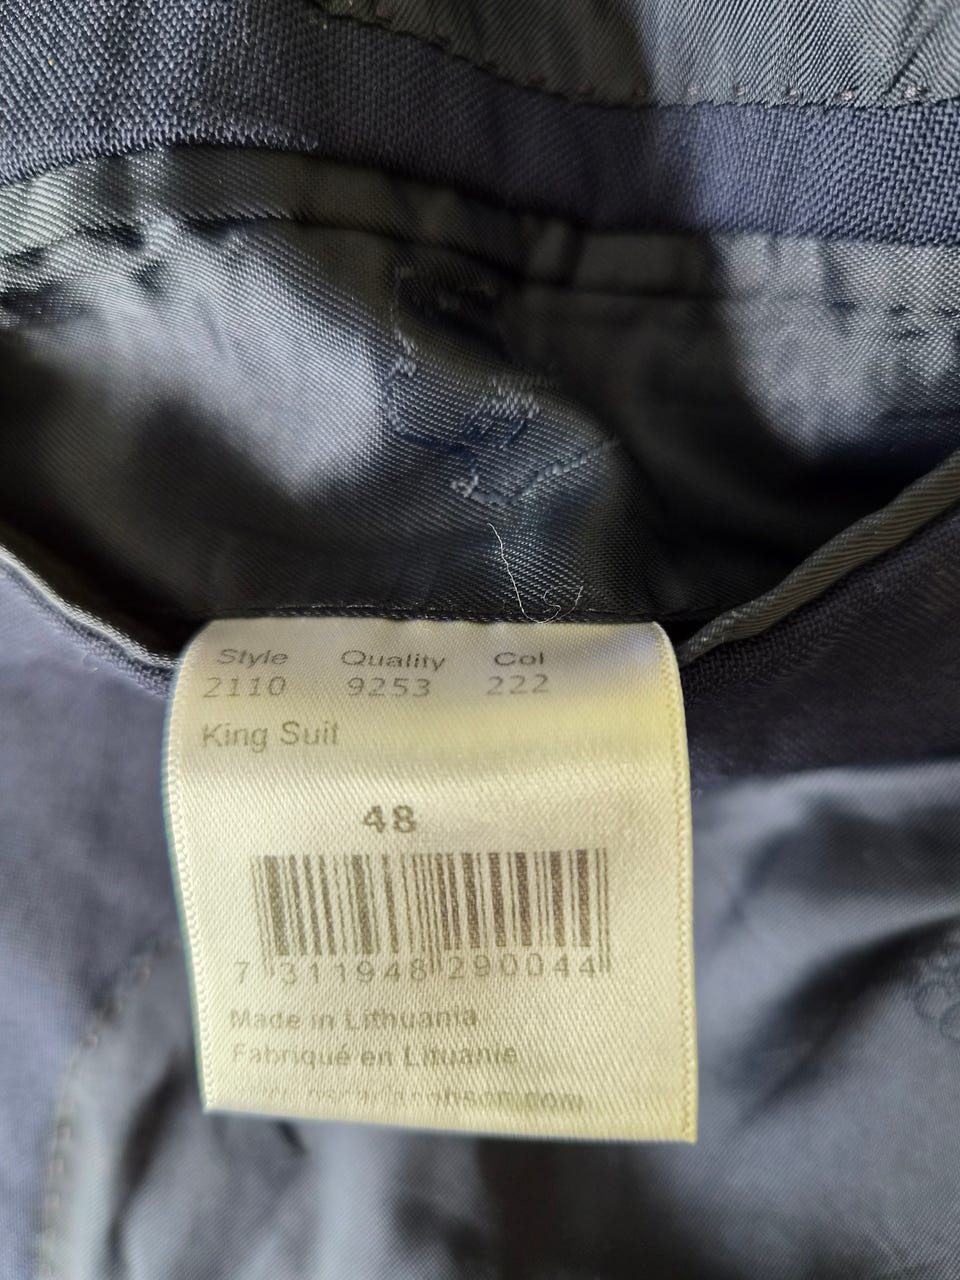 Style Quality Col
2110 9253 222
King Suit
48
7 311948 290044
Made in Lithuania
Fabriqué en Lituanie